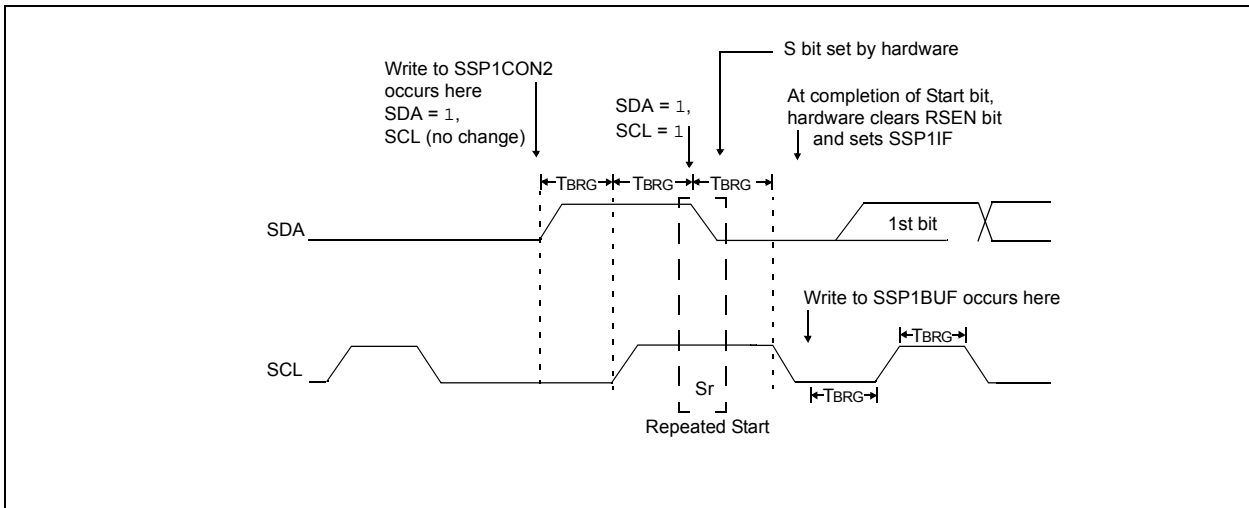 S bit set by hardware
Write to SSP1CON2
occurs here
SDA = 1,
SCL (no change)
SDA = 1,
SCL = 1
At completion of Start bit,
hardware clears RSEN bit
and sets SSP1IF
TBRG TBRG TBRG
SDA
1st bit
Write to SSP1BUF occurs here
TBRG
SCL
Sr
TBRG
Repeated Start